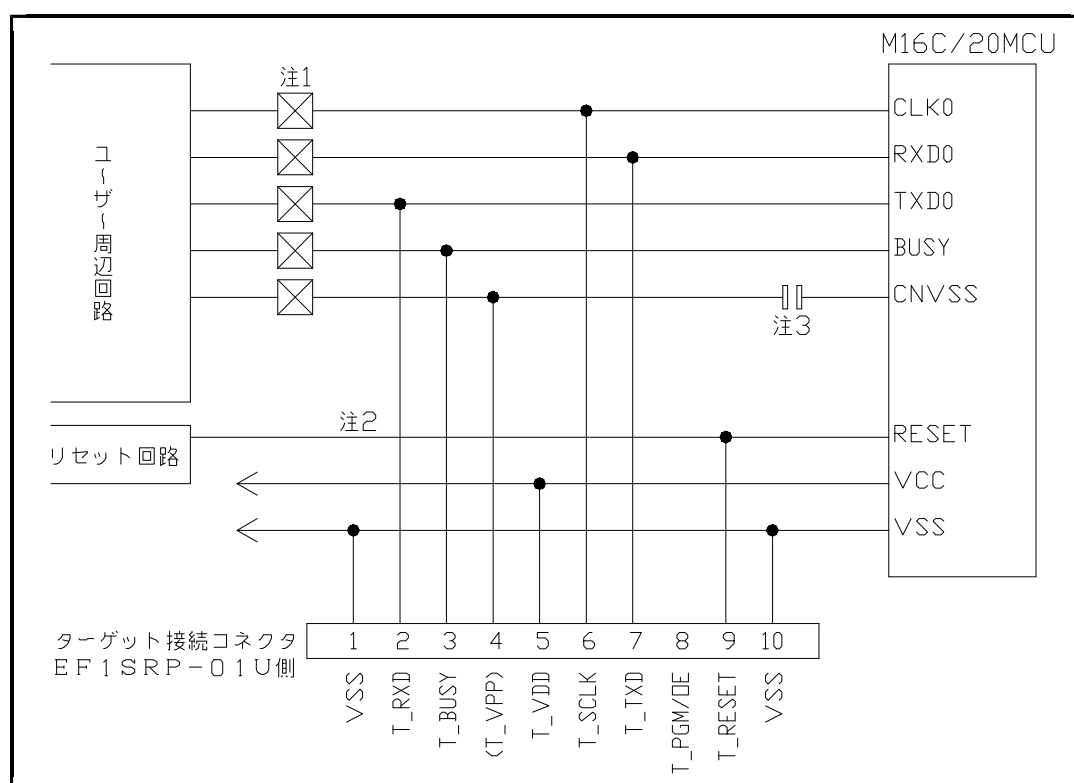 M16C/20MCU
注1
CLK0
RXD0
TXD0
BUSY
CNVSS
ユ～ザ～周辺回路
注3
注2
RESET
リセット回路
VCC
VSS
ターゲット接続コネクタ
EF1SRP-01U側
1 2 3 4 5 6 7 8 9 10
VSS
T_RXD
T_BUSY
(T_VPP)
T_VDD
T_SCLK
T_TXD
T_PGM/OE
T_RESET
VSS